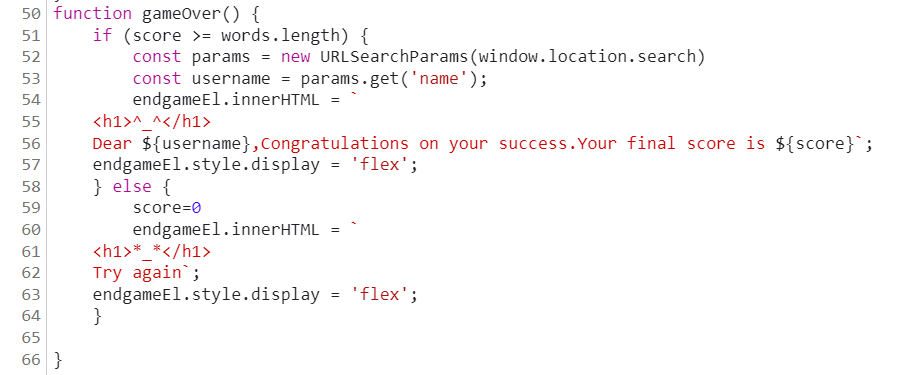 50 function gameOver() {
51     if (score >= words.length) {
52         const params = new URLSearchParams(window.location.search)
53         const username = params.get('name');
54         endgameEl.innerHTML = `
55     <h1>^_^</h1>
56     Dear ${username},Congratulations on your success.Your final score is ${score}`;
57     endgameEl.style.display = 'flex';
58     } else {
59         score=0
60         endgameEl.innerHTML = `
61     <h1>*_*</h1>
62     Try again`;
63     endgameEl.style.display = 'flex';
64     }
65
66 }